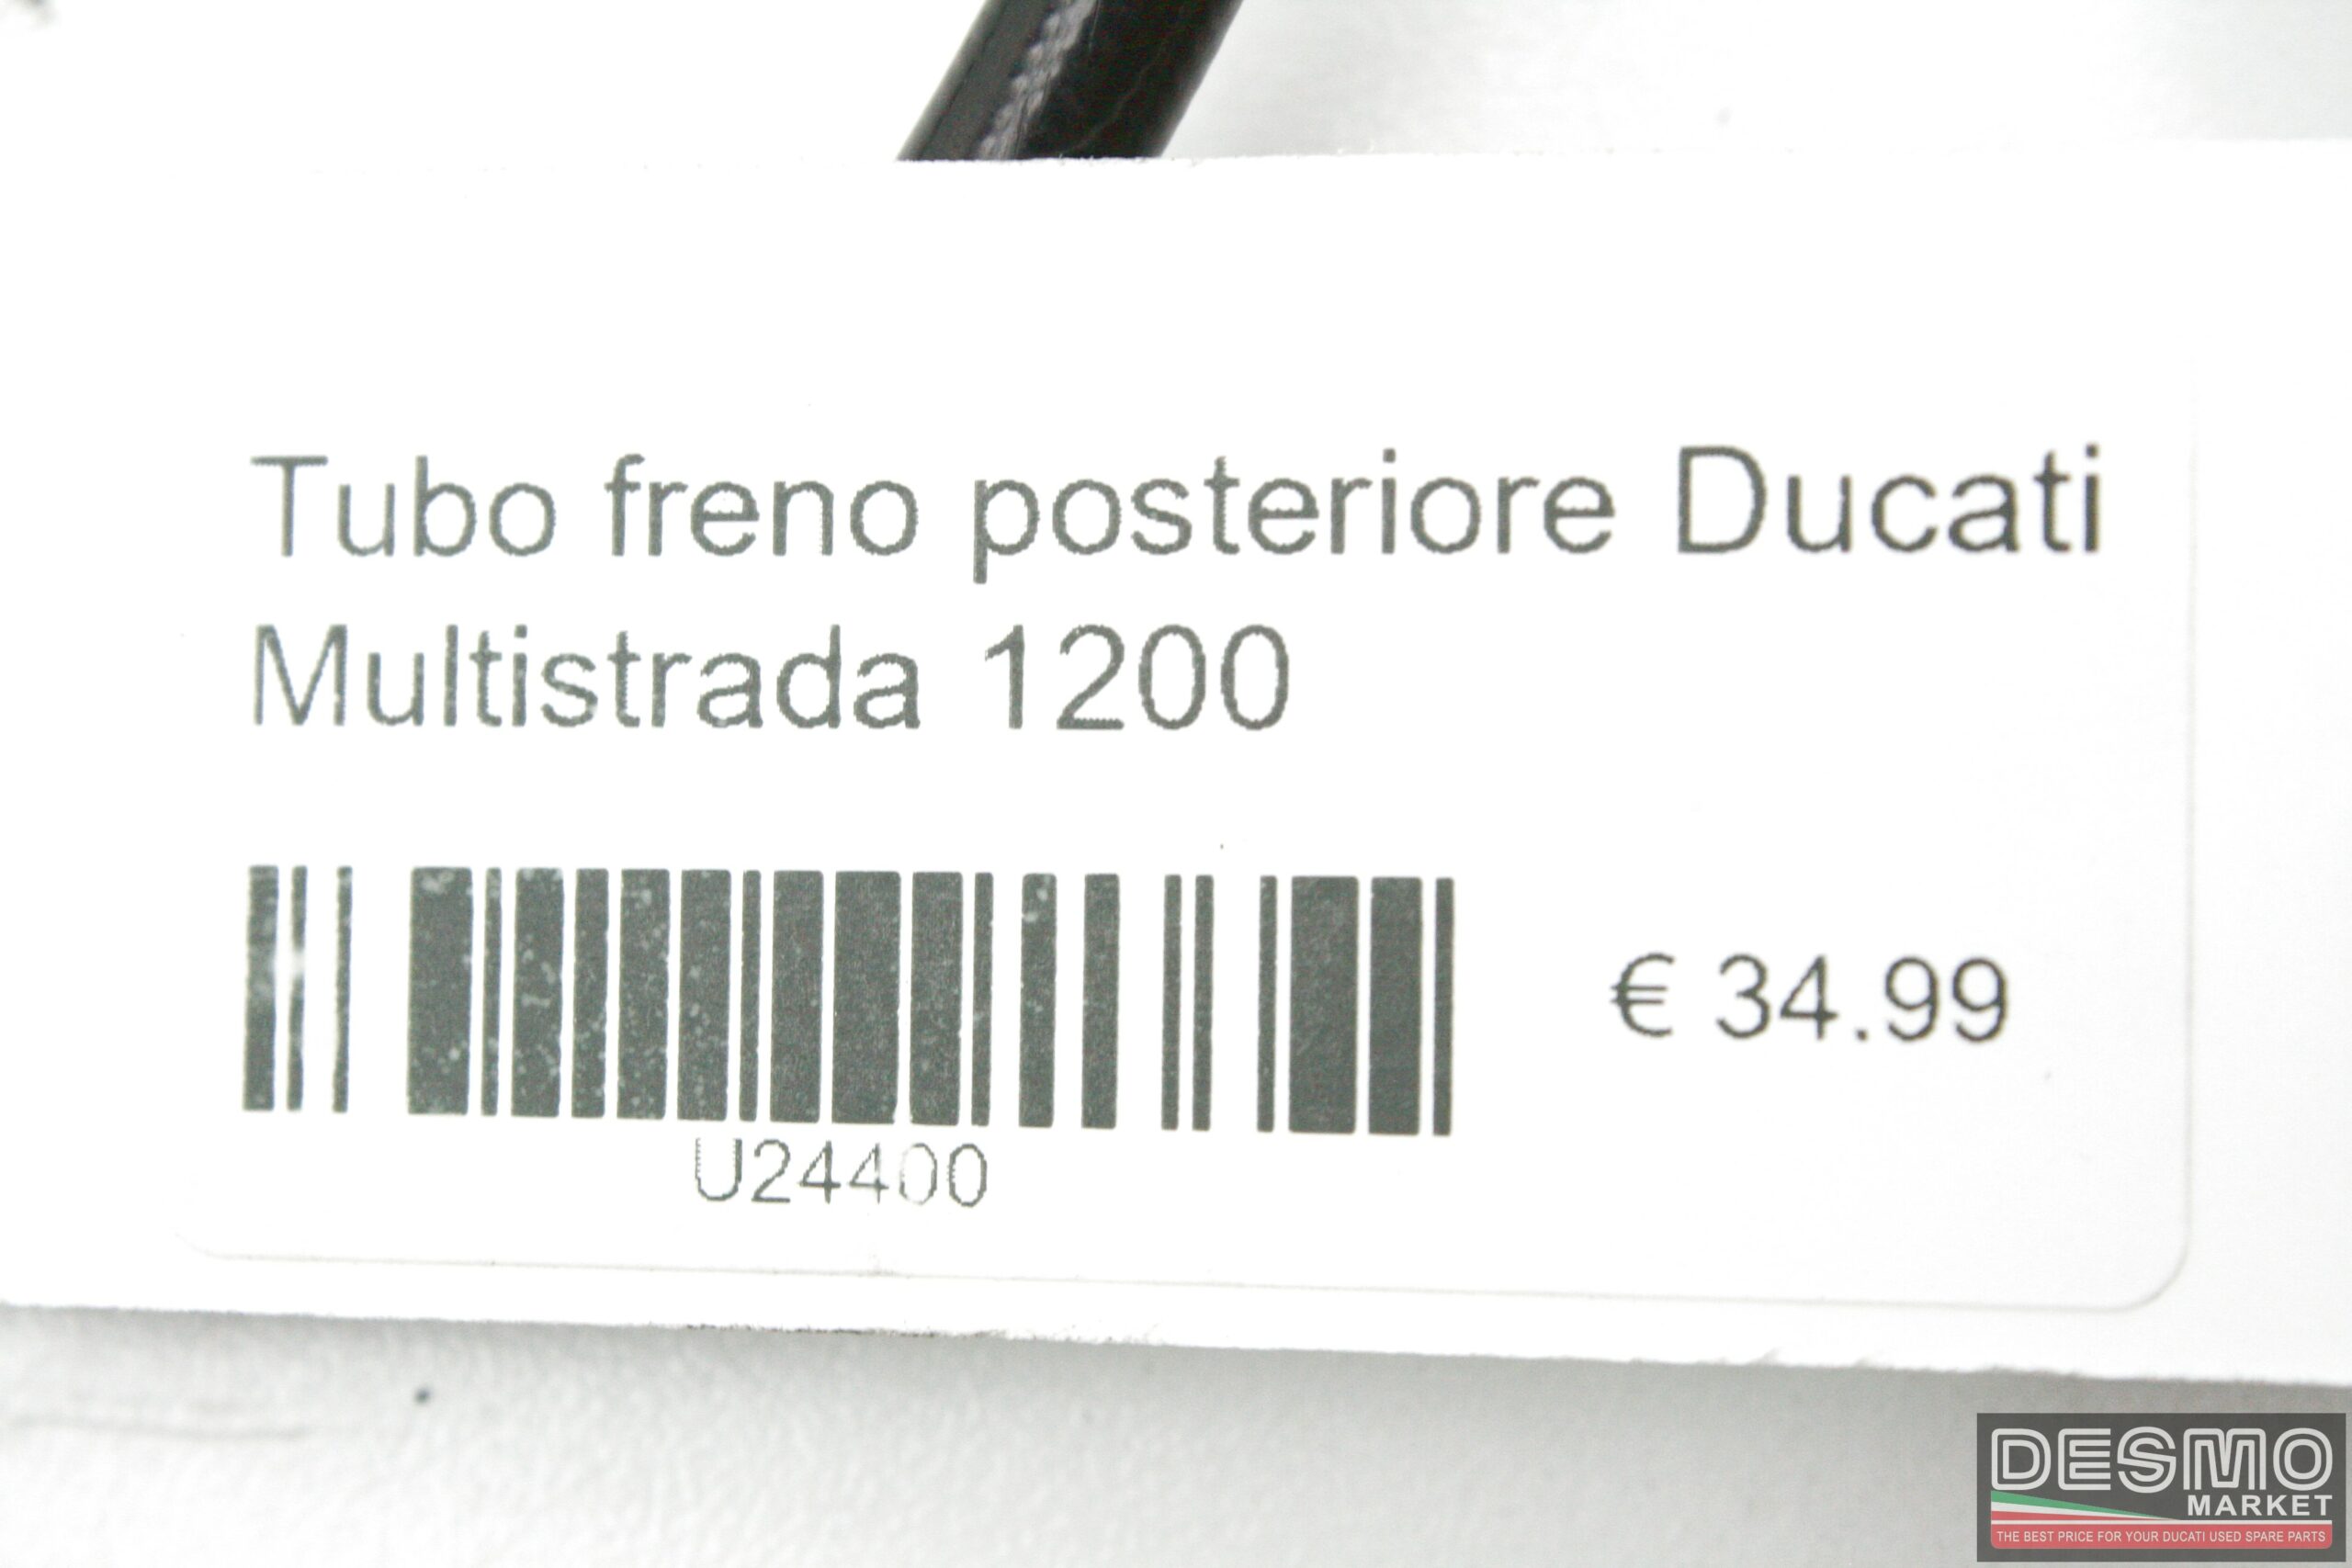 Tubo freno posteriore Ducati
Multistrada 1200
€ 34.99
U24400
DESMO
MARKET
THE BEST PRICE FOR YOUR DUCATI USED SPARE PARTS